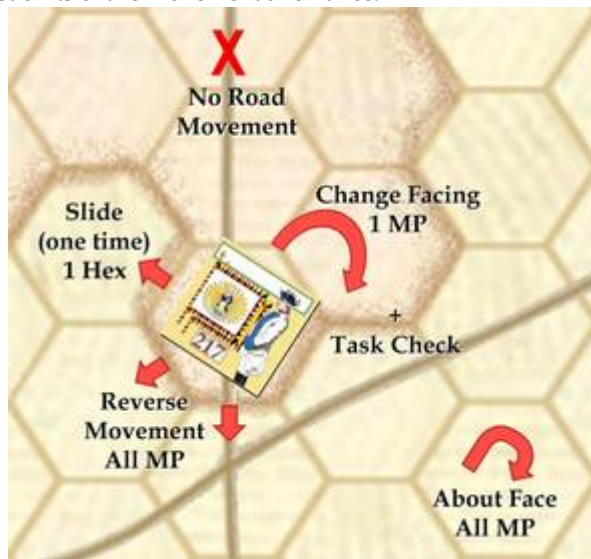 X
No Road
Movement
Slide
(one time)
1 Hex
Change Facing
1 MP
+
Task Check
217
Reverse
Movement
All MP
About Face
All MP